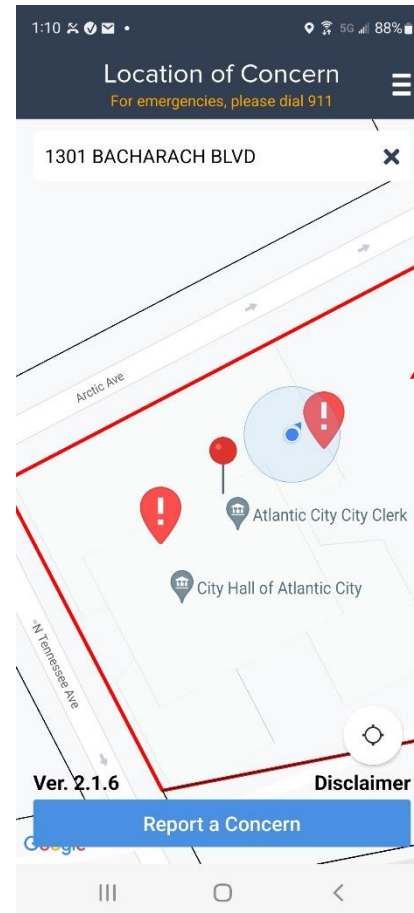 1:10
5G 88%
Location of Concern
For emergencies, please dial 911
1301 BACHARACH BLVD
Arctic Ave
Atlantic City City Clerk
City Hall of Atlantic City
N Tennessee Ave
Ver. 2.1.6 Disclaimer
Report a Concern
Google